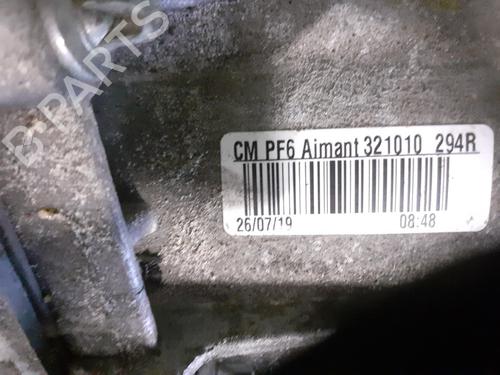 B-PARTS
CM PF6 Aimant 321010 294R
26/07/19 08:48